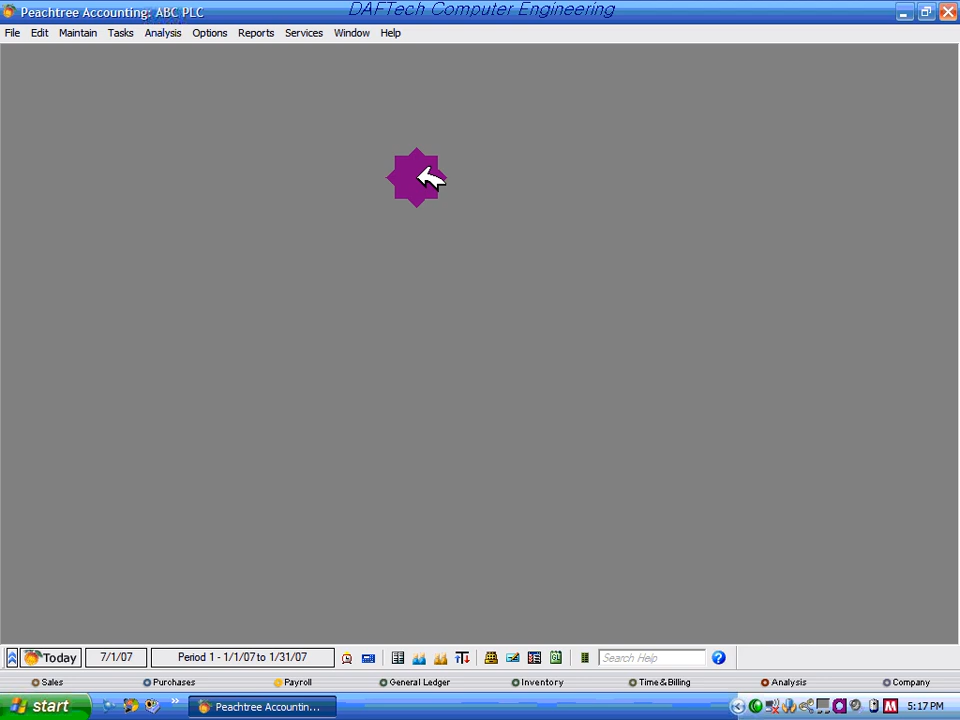 DAFTech Computer Engineering
Peachtree Accounting: ABC PLC
File Edit Maintain Tasks Analysis Options Reports Services Window Help
Today 7/1/07 Period 1 - 1/1/07 to 1/31/07 Search Help
Sales Purchases Payroll General Ledger Inventory Time & Billing Analysis Company
start Peachtree Accountin... 5:17 PM